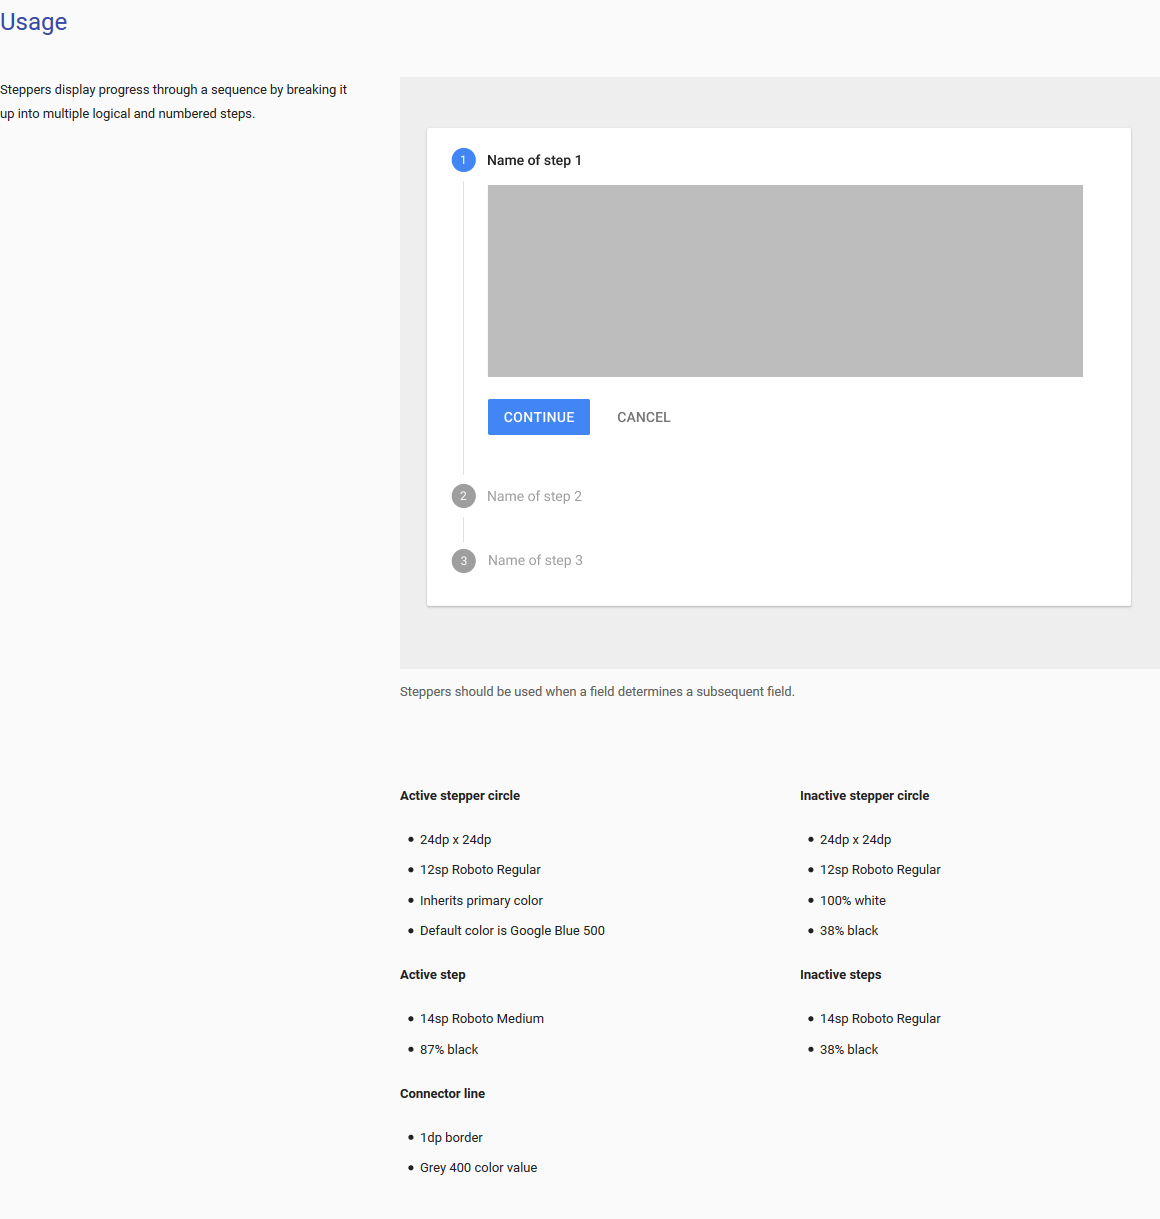 Usage
Steppers display progress through a sequence by breaking it
up into multiple logical and numbered steps.
1 Name of step 1
CONTINUE CANCEL
2 Name of step 2
3 Name of step 3
Steppers should be used when a field determines a subsequent field.
Active stepper circle
24dp x 24dp
12sp Roboto Regular
Inherits primary color
Default color is Google Blue 500
Active step
14sp Roboto Medium
87% black
Connector line
1dp border
Grey 400 color value
Inactive stepper circle
24dp x 24dp
12sp Roboto Regular
100% white
38% black
Inactive steps
14sp Roboto Regular
38% black